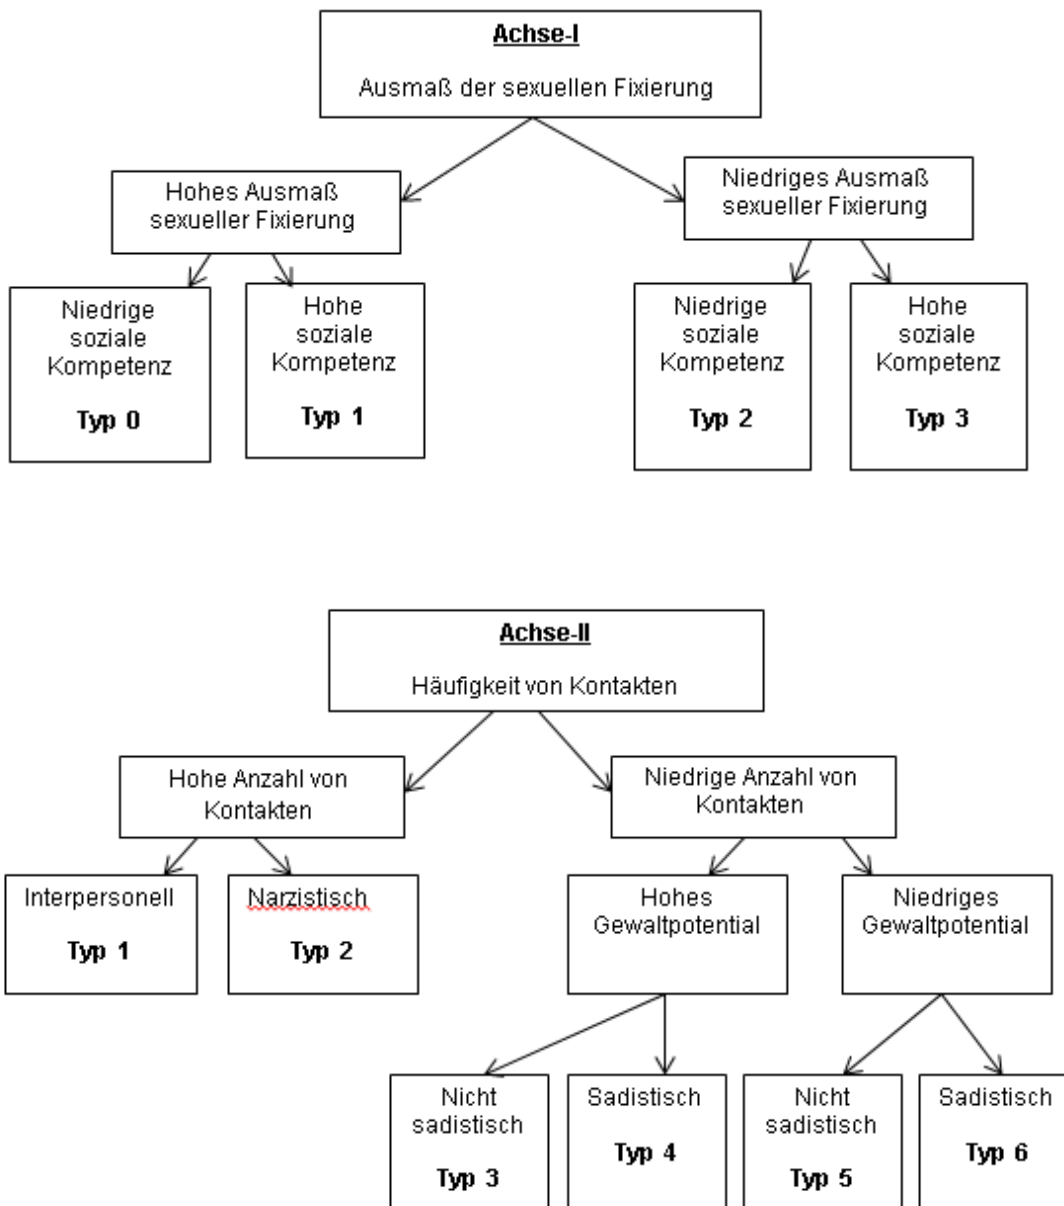 Achse-I
Ausmaß der sexuellen Fixierung
Hohes Ausmaß
sexueller Fixierung
Niedriges Ausmaß
sexueller Fixierung
Niedrige
soziale
Kompetenz
Typ 0
Hohe
soziale
Kompetenz
Typ 1
Niedrige
soziale
Kompetenz
Typ 2
Hohe
soziale
Kompetenz
Typ 3
Achse-II
Häufigkeit von Kontakten
Hohe Anzahl von
Kontakten
Niedrige Anzahl von
Kontakten
Interpersonell
Typ 1
Narzistisch
Typ 2
Hohes
Gewaltpotential
Niedriges
Gewaltpotential
Nicht
sadistisch
Typ 3
Sadistisch
Typ 4
Nicht
sadistisch
Typ 5
Sadistisch
Typ 6